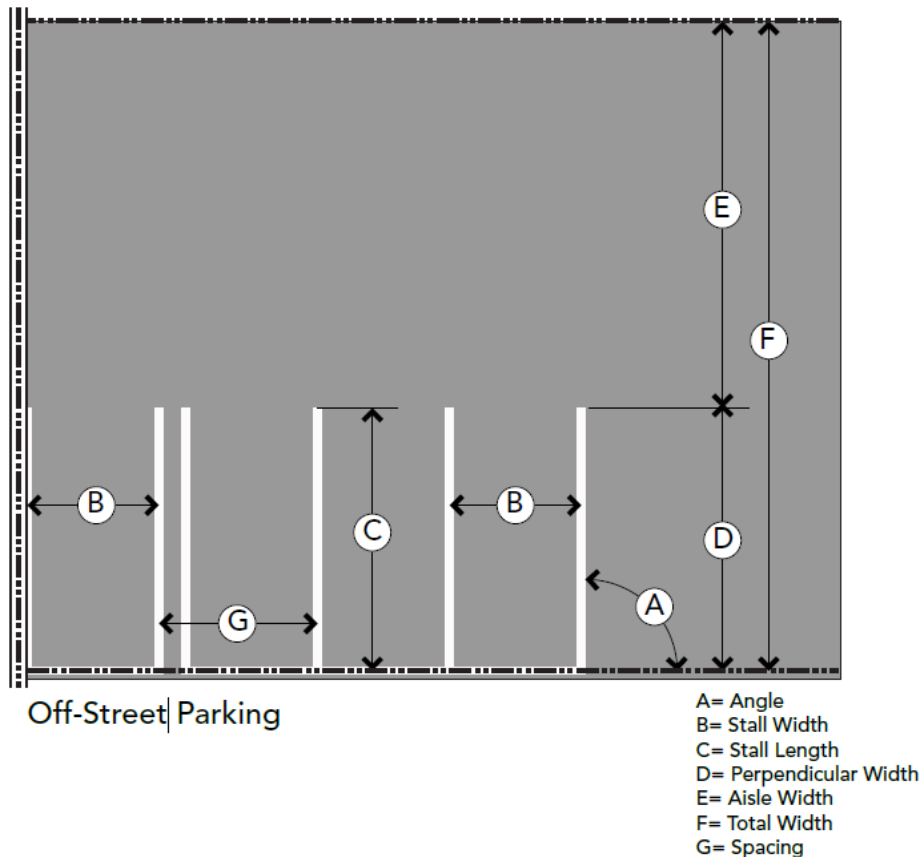 E
F
B
B
C
D
A
G
Off-Street Parking
A= Angle
B= Stall Width
C= Stall Length
D= Perpendicular Width
E= Aisle Width
F= Total Width
G= Spacing